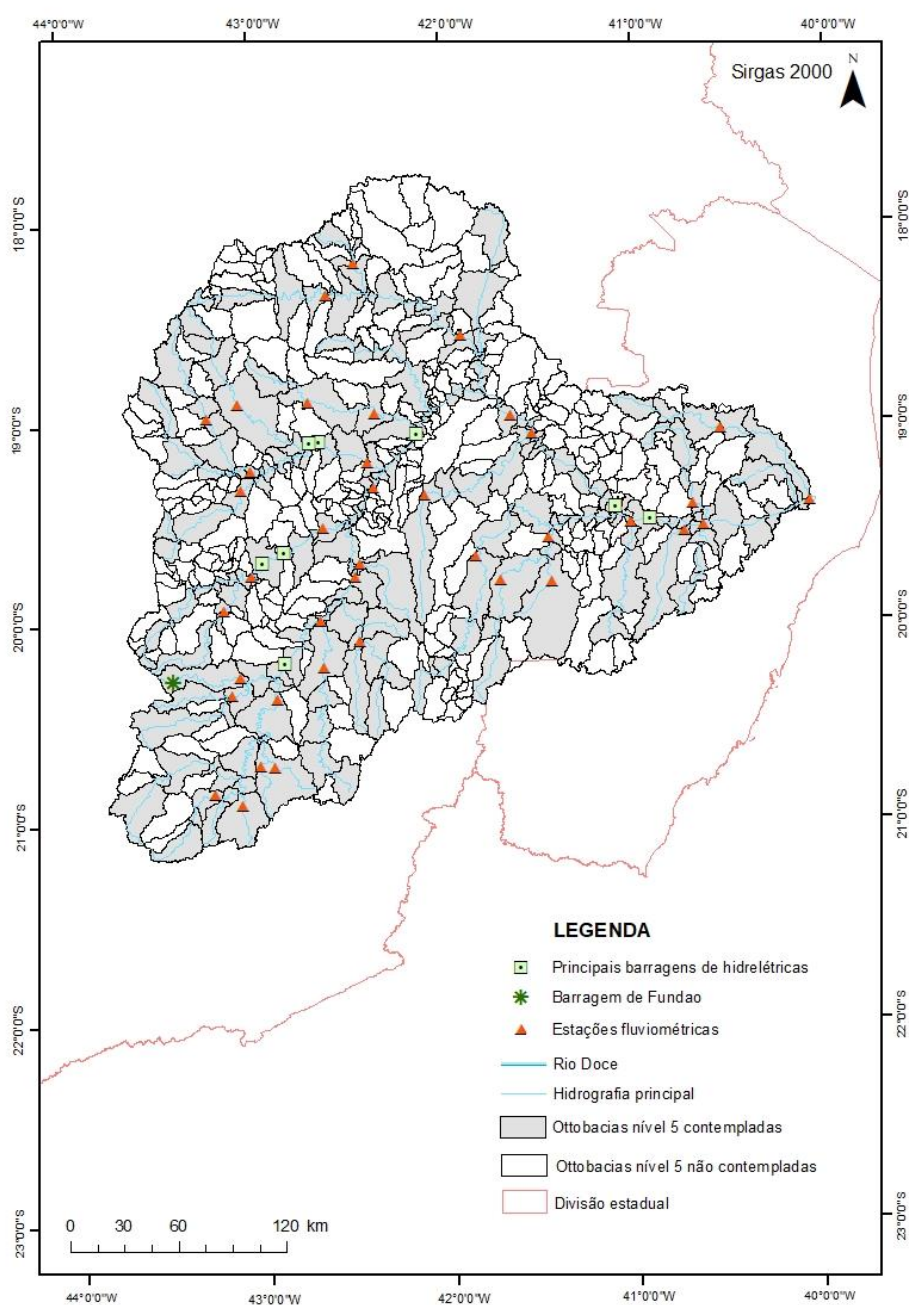 44°0'0"W 43°0'0"W 42°0'0"W 41°0'0"W 40°0'0"W
Sirgas 2000
N
18°0'0"S 18°0'0"S
19°0'0"S 19°0'0"S
20°0'0"S 20°0'0"S
21°0'0"S 21°0'0"S
LEGENDA
Principais barragens de hidrelétricas
Barragem de Fundao
22°0'0"S 22°0'0"S
Estações fluviométricas
Rio Doce
Hidrografia principal
Ottobacias nível 5 contempladas
Ottobacias nível 5 não contempladas
Divisão estadual
23°0'0"S 23°0'0"S
0 30 60 120 km
44°0'0"W 43°0'0"W 42°0'0"W 41°0'0"W 40°0'0"W